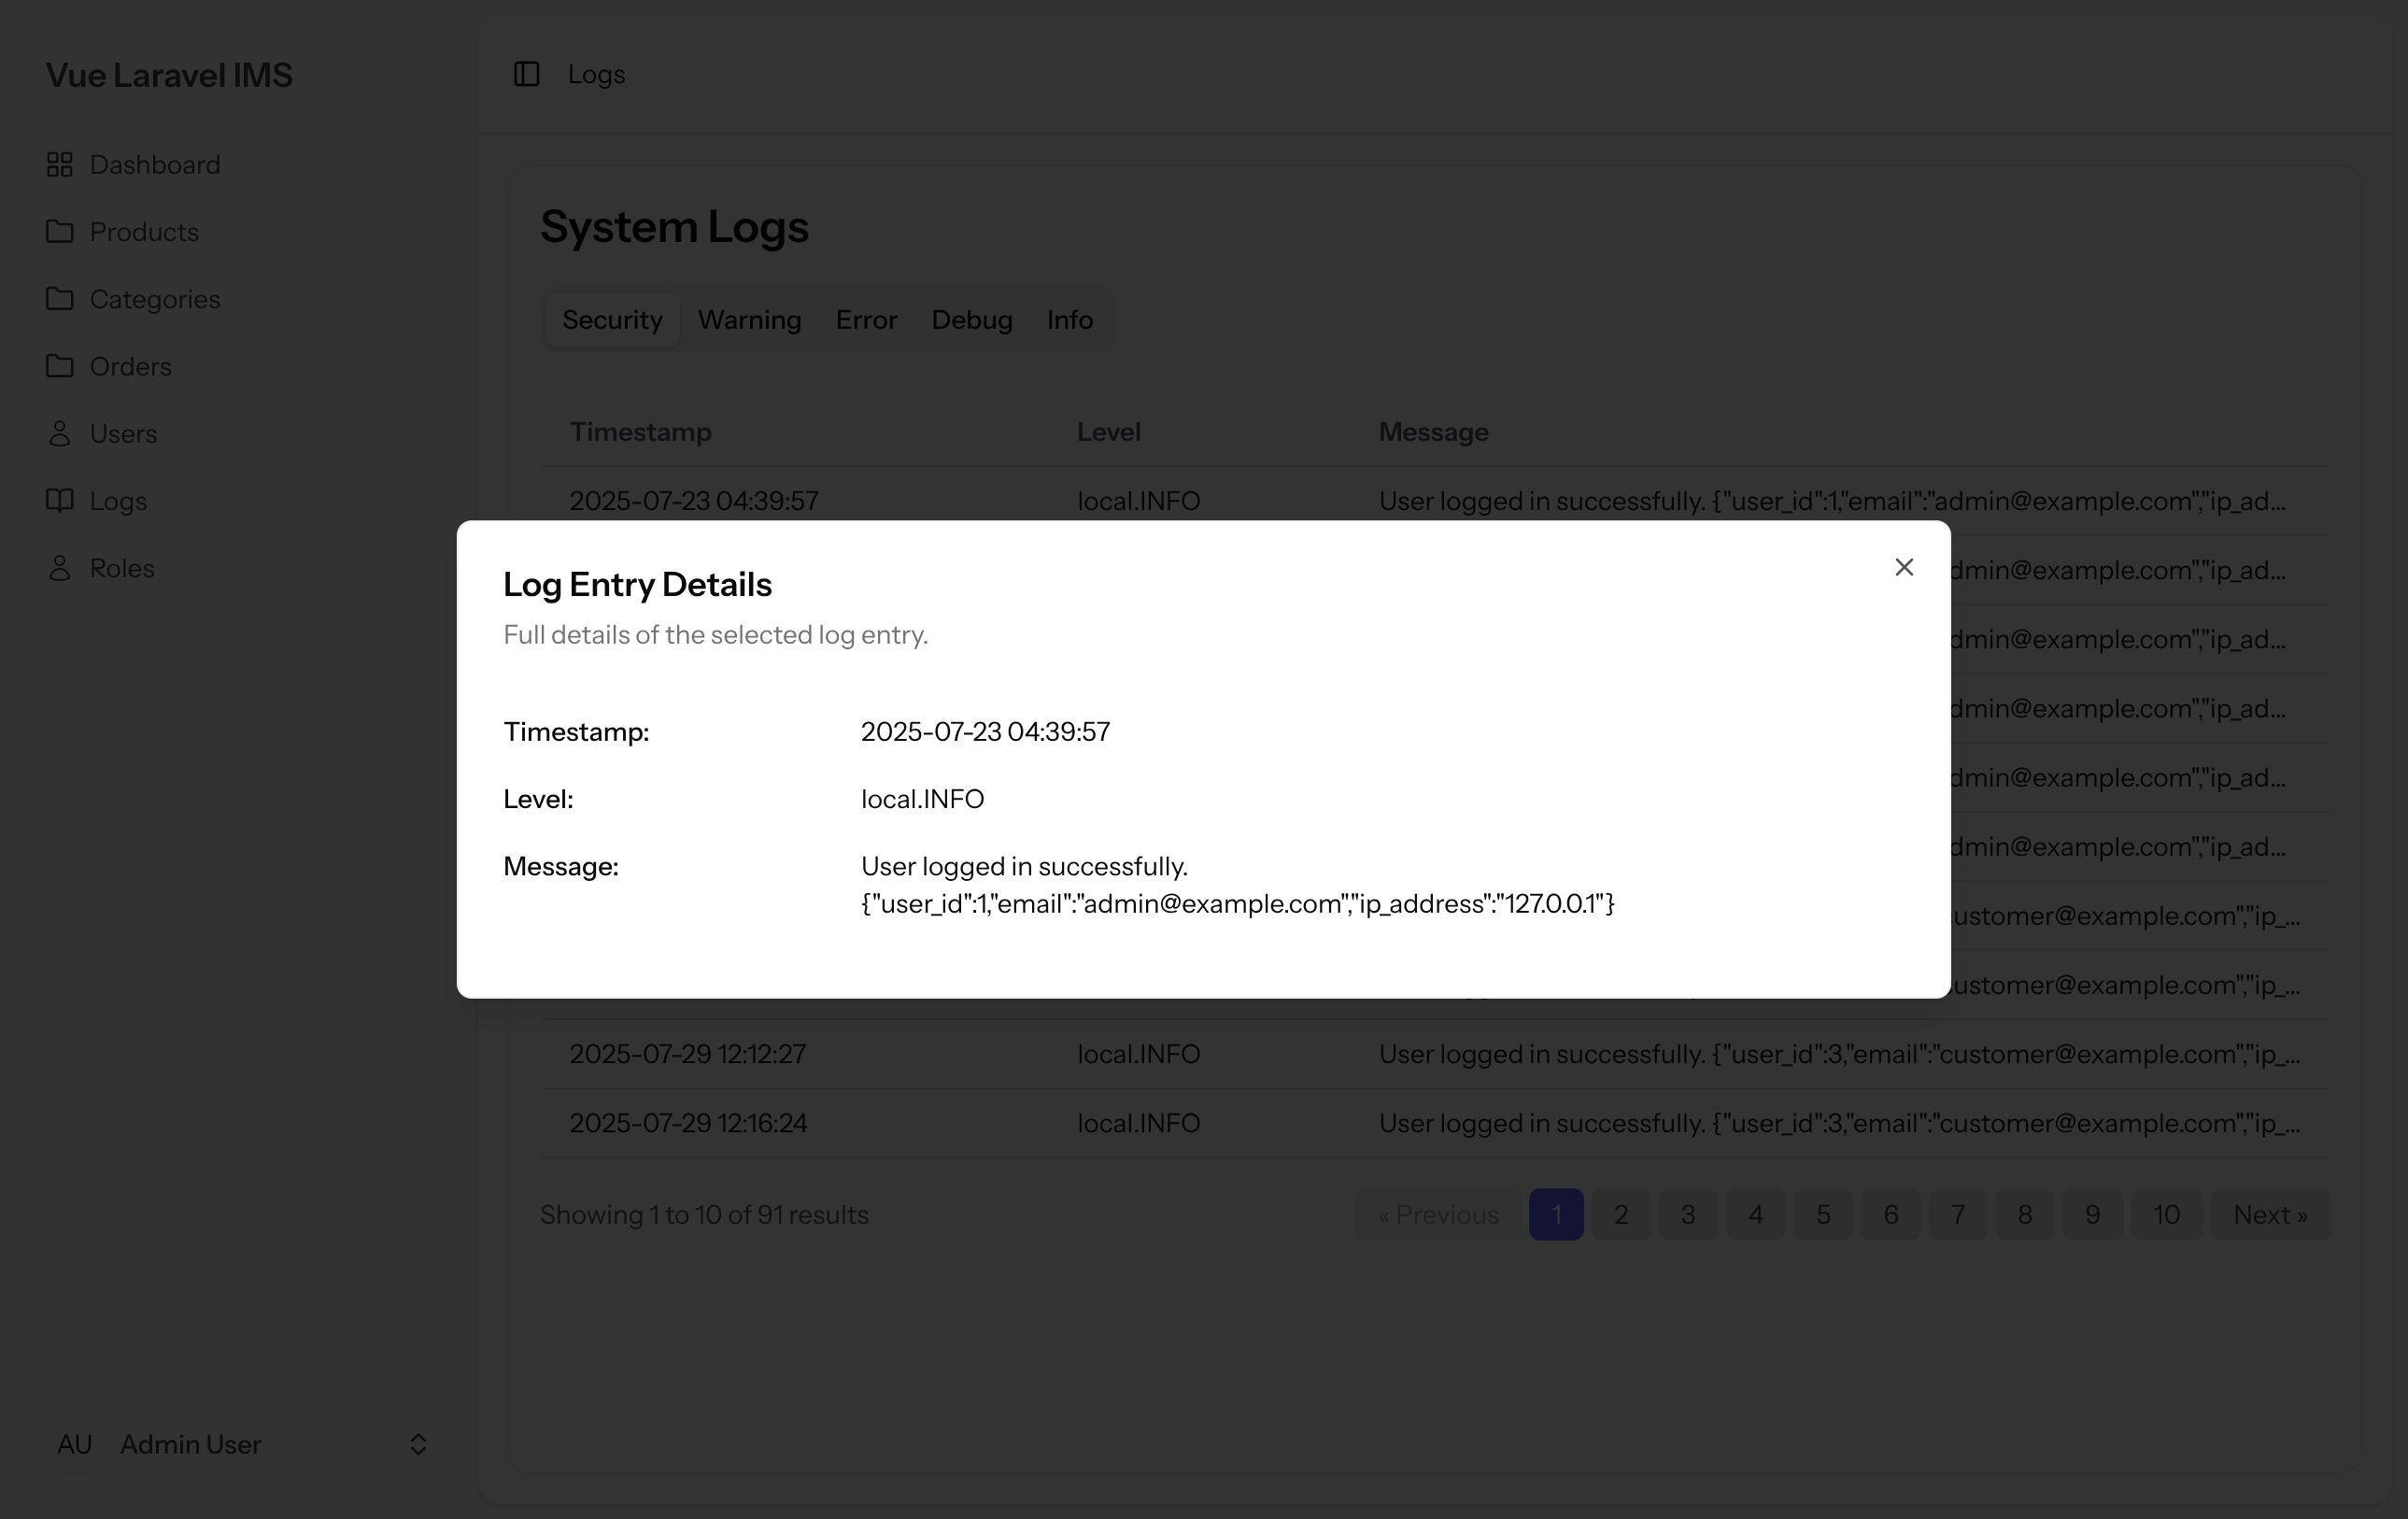 Vue Laravel IMS
Dashboard
Products
Categories
Orders
Users
Logs
Roles
AU Admin User
Logs
System Logs
Security Warning Error Debug Info
Timestamp Level Message
2025-07-23 04:39:57 local.INFO User logged in successfully. {"user_id":1,"email":"admin@example.com","ip_ad...
dmin@example.com","ip_ad...
dmin@example.com","ip_ad...
dmin@example.com","ip_ad...
dmin@example.com","ip_ad...
dmin@example.com","ip_ad...
ustomer@example.com","ip_...
ustomer@example.com","ip_...
2025-07-29 12:12:27 local.INFO User logged in successfully. {"user_id":3,"email":"customer@example.com","ip_...
2025-07-29 12:16:24 local.INFO User logged in successfully. {"user_id":3,"email":"customer@example.com","ip_...
Showing 1 to 10 of 91 results « Previous 1 2 3 4 5 6 7 8 9 10 Next »
Log Entry Details
Full details of the selected log entry.
Timestamp: 2025-07-23 04:39:57
Level: local.INFO
Message: User logged in successfully.
{"user_id":1,"email":"admin@example.com","ip_address":"127.0.0.1"}